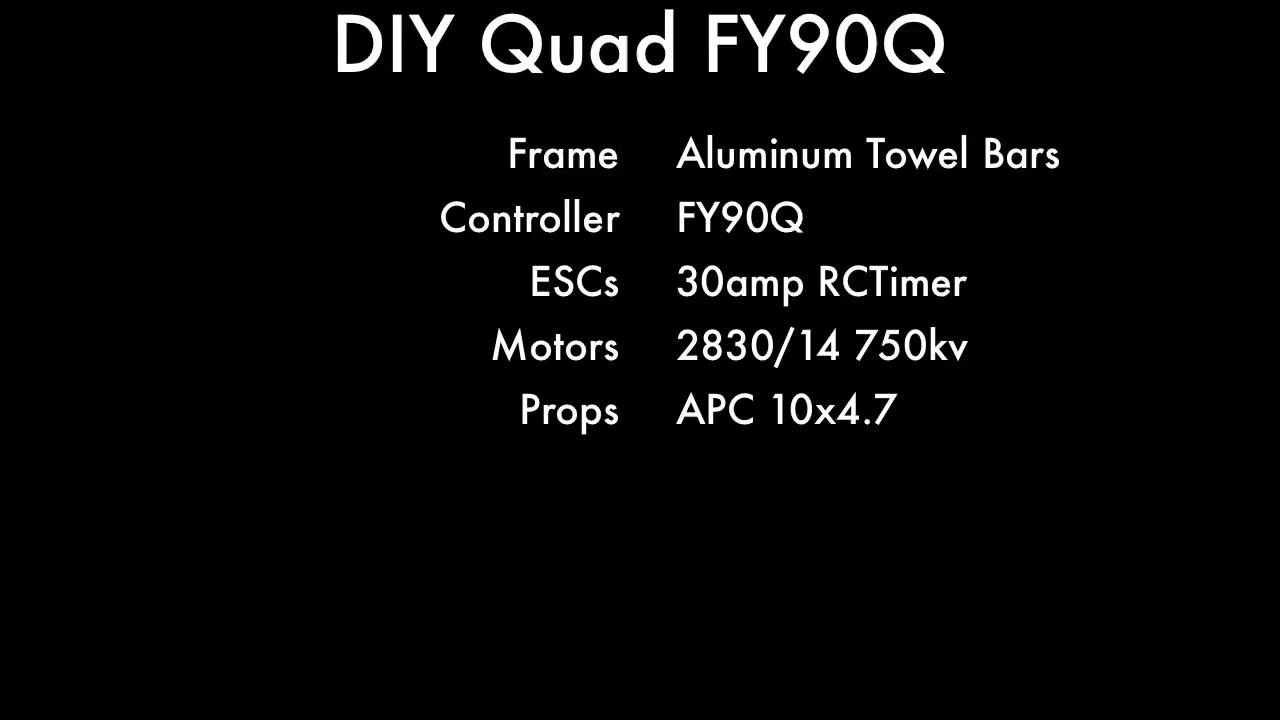 DIY Quad FY90Q
Frame Aluminum Towel Bars
Controller FY90Q
ESCs 30amp RCTimer
Motors 2830/14 750kv
Props APC 10x4.7